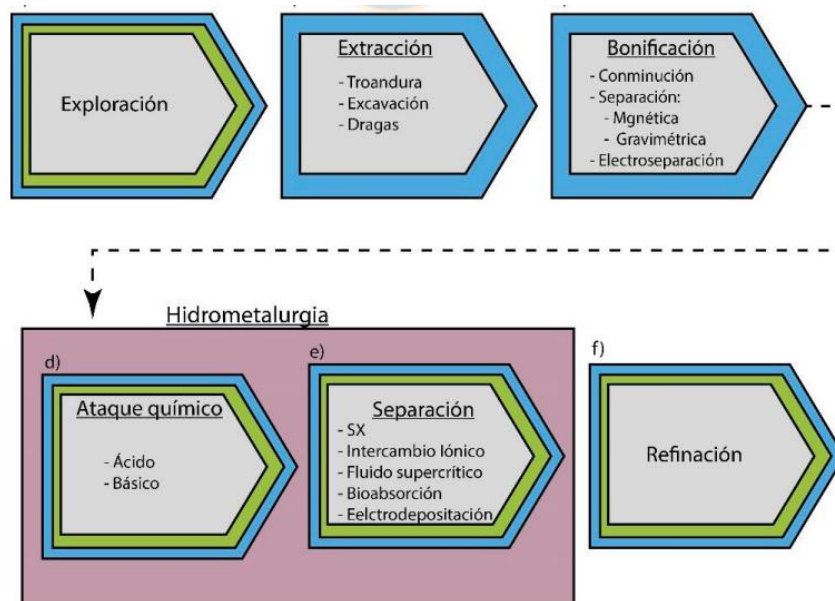 Exploración
Extracción
- Troandura
- Excavación
- Dragas
Bonificación
- Conminución
- Separación:
- Mgnética
- Gravimétrica
- Electroseparación
Hidrometalurgia
d)
Ataque químico
- Ácido
- Básico
e)
Separación
- SX
- Intercambio Iónico
- Fluido supercrítico
- Bioabsorción
- Eelctrodepositación
f)
Refinación